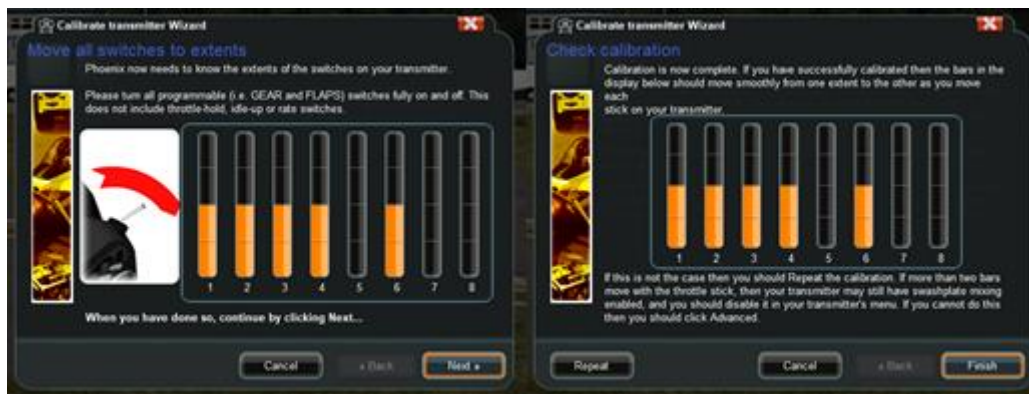 Calibrate transmitter Wizard
Move all switches to extents
Phoenix now needs to know the extents of the switches on your transmitter.
Please turn all programmable (i.e. GEAR and FLAPS) switches fully on and off. This
does not include throttle-hold, idle-up or rate switches.
1 2 3 4 5 6 7 8
When you have done so, continue by clicking Next...
Cancel
« Back
Next »
Calibrate transmitter Wizard
Check calibration
Calibration is now complete. If you have successfully calibrated then the bars in the
display below should move smoothly from one extent to the other as you move
each
stick on your transmitter.
1 2 3 4 5 6 7 8
If this is not the case then you should Repeat the calibration. If more than two bars
move with the throttle stick, then your transmitter may still have swashplate mixing
enabled, and you should disable it in your transmitter's menu. If you cannot do this
then you should click Advanced.
Repeat
Cancel
« Back
Finish